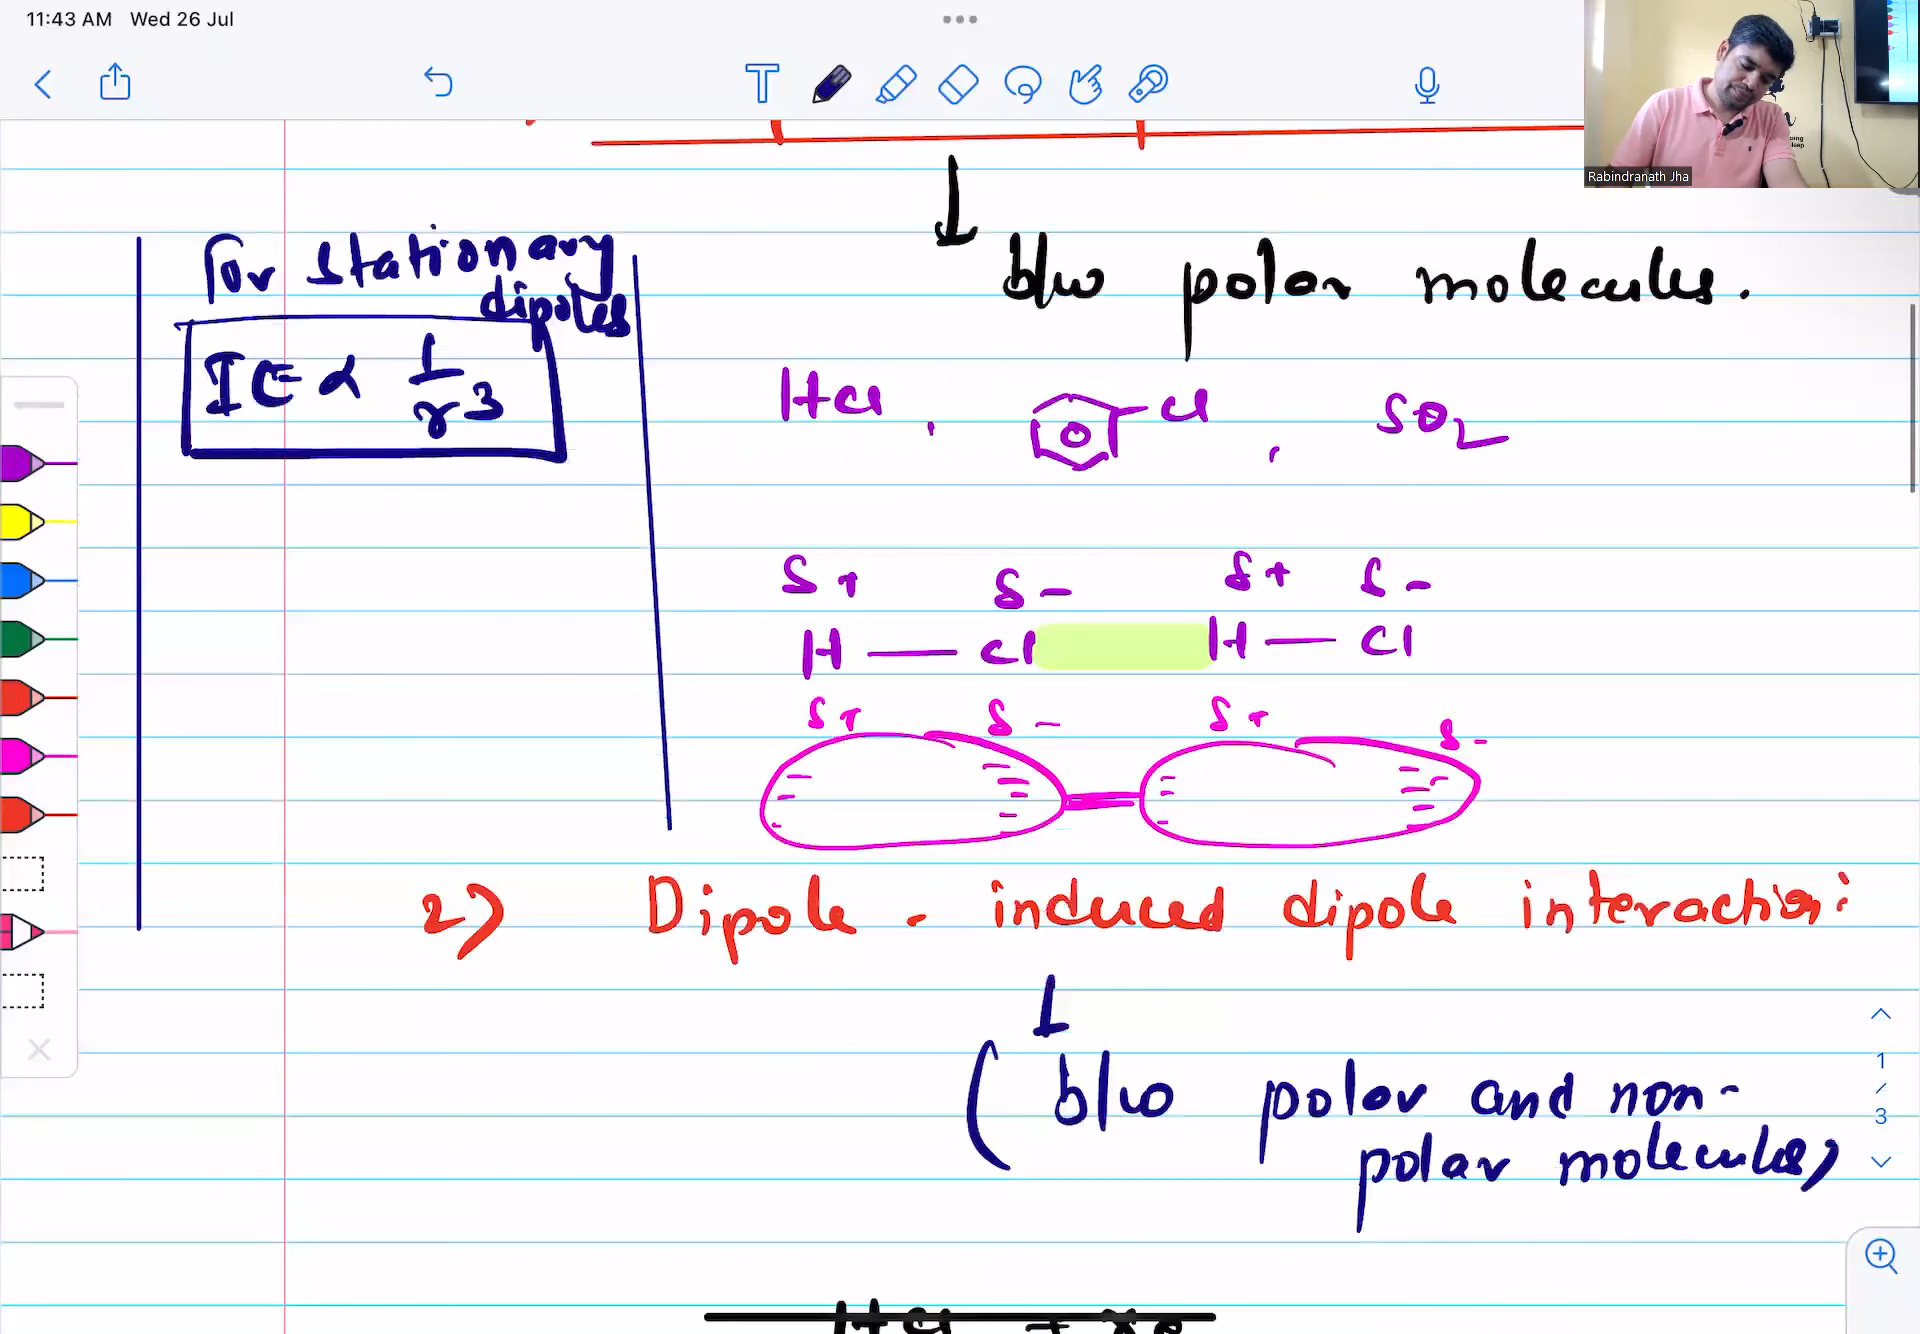 11:43 AM Wed 26 Jul
Rabindranath Jha
For stationary
dipoles
IE ∝ 1/r3
b/w polar molecules.
HCl , Cl , SO2
δ+ δ- δ+ δ-
H — Cl H — Cl
δ+ δ- δ+ δ-
2) Dipole - induced dipole interaction:
(b/w polar and non-
polar molecules)
1
/
3